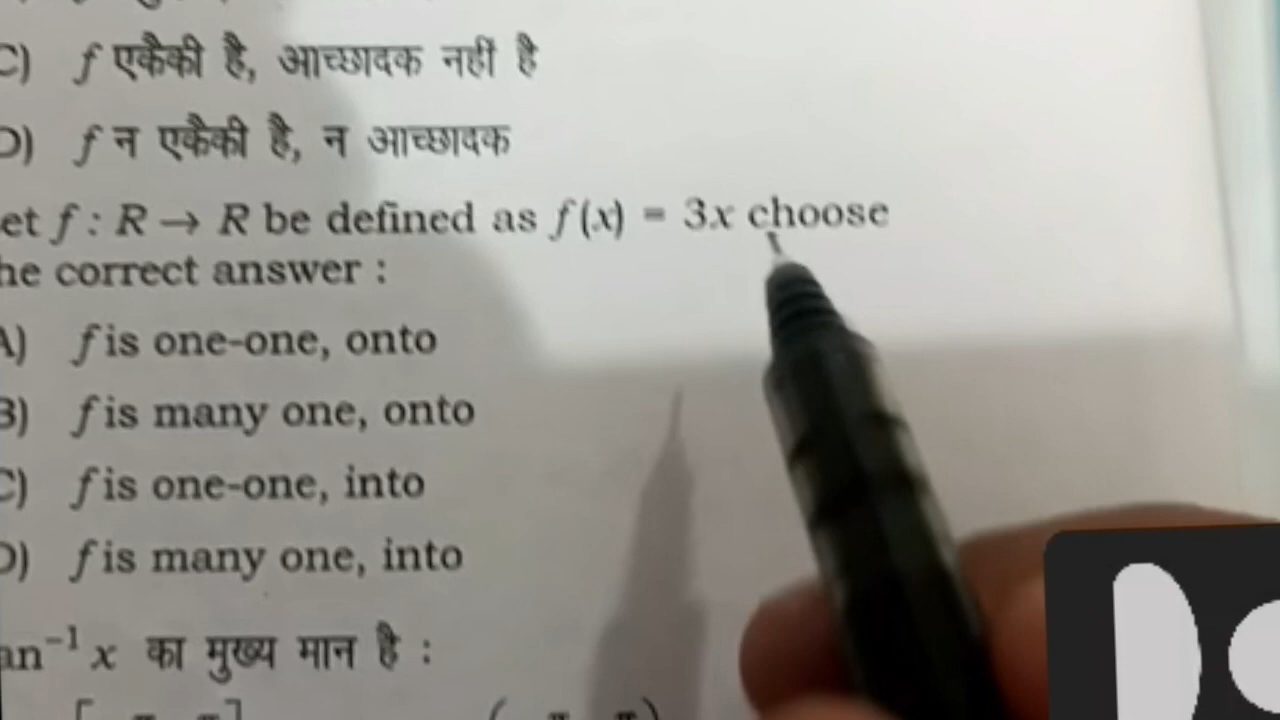 C) f एकैकी है, आच्छादक नहीं है
D) f न एकैकी है, न आच्छादक
et f : R → R be defined as f(x) = 3x choose
he correct answer :
A) f is one-one, onto
B) f is many one, onto
C) f is one-one, into
D) f is many one, into
an⁻¹ x का मुख्य मान है :